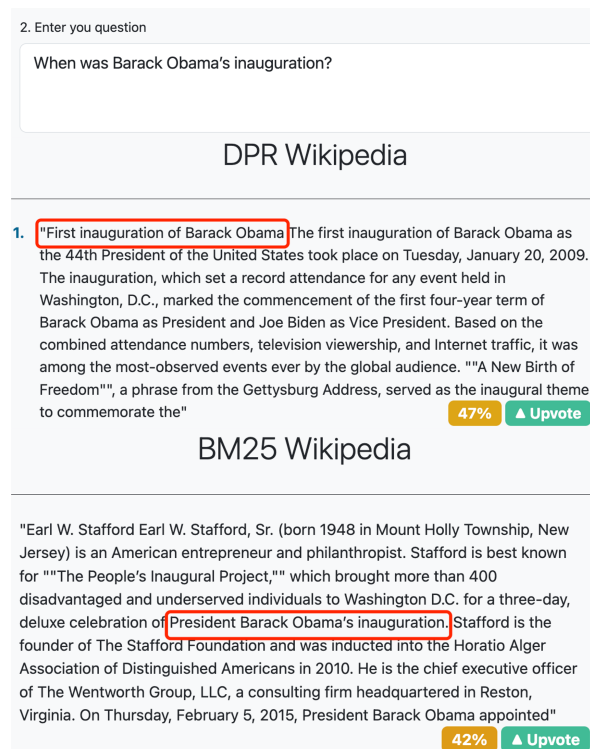 2. Enter you question
When was Barack Obama's inauguration?
DPR Wikipedia
1. "First inauguration of Barack Obama The first inauguration of Barack Obama as
the 44th President of the United States took place on Tuesday, January 20, 2009.
The inauguration, which set a record attendance for any event held in
Washington, D.C., marked the commencement of the first four-year term of
Barack Obama as President and Joe Biden as Vice President. Based on the
combined attendance numbers, television viewership, and Internet traffic, it was
among the most-observed events ever by the global audience. ""A New Birth of
Freedom"", a phrase from the Gettysburg Address, served as the inaugural theme
to commemorate the"
47% ▲ Upvote
BM25 Wikipedia
"Earl W. Stafford Earl W. Stafford, Sr. (born 1948 in Mount Holly Township, New
Jersey) is an American entrepreneur and philanthropist. Stafford is best known
for ""The People's Inaugural Project,"" which brought more than 400
disadvantaged and underserved individuals to Washington D.C. for a three-day,
deluxe celebration of President Barack Obama's inauguration. Stafford is the
founder of The Stafford Foundation and was inducted into the Horatio Alger
Association of Distinguished Americans in 2010. He is the chief executive officer
of The Wentworth Group, LLC, a consulting firm headquartered in Reston,
Virginia. On Thursday, February 5, 2015, President Barack Obama appointed"
42% ▲ Upvote